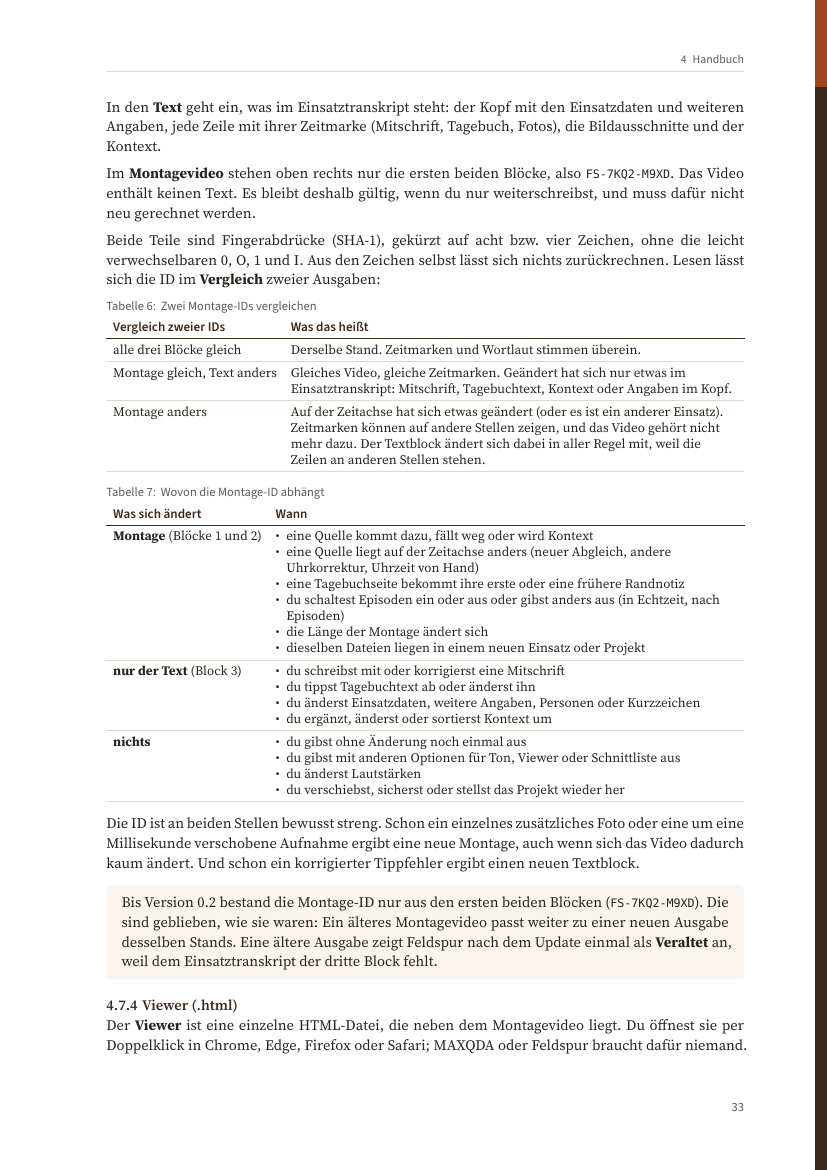 4 Handbuch
In den Text geht ein, was im Einsatztranskript steht: der Kopf mit den Einsatzdaten und weiteren
Angaben, jede Zeile mit ihrer Zeitmarke (Mitschrift, Tagebuch, Fotos), die Bildausschnitte und der
Kontext.
Im Montagevideo stehen oben rechts nur die ersten beiden Blöcke, also FS-7KQ2-M9XD. Das Video
enthält keinen Text. Es bleibt deshalb gültig, wenn du nur weiterschreibst, und muss dafür nicht
neu gerechnet werden.
Beide Teile sind Fingerabdrücke (SHA-1), gekürzt auf acht bzw. vier Zeichen, ohne die leicht
verwechselbaren 0, O, 1 und I. Aus den Zeichen selbst lässt sich nichts zurückrechnen. Lesen lässt
sich die ID im Vergleich zweier Ausgaben:
Tabelle 6: Zwei Montage-IDs vergleichen
Vergleich zweier IDs Was das heißt
alle drei Blöcke gleich Derselbe Stand. Zeitmarken und Wortlaut stimmen überein.
Montage gleich, Text anders Gleiches Video, gleiche Zeitmarken. Geändert hat sich nur etwas im
Einsatztranskript: Mitschrift, Tagebuchtext, Kontext oder Angaben im Kopf.
Montage anders Auf der Zeitachse hat sich etwas geändert (oder es ist ein anderer Einsatz).
Zeitmarken können auf andere Stellen zeigen, und das Video gehört nicht
mehr dazu. Der Textblock ändert sich dabei in aller Regel mit, weil die
Zeilen an anderen Stellen stehen.
Tabelle 7: Wovon die Montage-ID abhängt
Was sich ändert Wann
Montage (Blöcke 1 und 2) • eine Quelle kommt dazu, fällt weg oder wird Kontext
• eine Quelle liegt auf der Zeitachse anders (neuer Abgleich, andere
Uhrkorrektur, Uhrzeit von Hand)
• eine Tagebuchseite bekommt ihre erste oder eine frühere Randnotiz
• du schaltest Episoden ein oder aus oder gibst anders aus (in Echtzeit, nach
Episoden)
• die Länge der Montage ändert sich
• dieselben Dateien liegen in einem neuen Einsatz oder Projekt
nur der Text (Block 3) • du schreibst mit oder korrigierst eine Mitschrift
• du tippst Tagebuchtext ab oder änderst ihn
• du änderst Einsatzdaten, weitere Angaben, Personen oder Kurzzeichen
• du ergänzt, änderst oder sortierst Kontext um
nichts • du gibst ohne Änderung noch einmal aus
• du gibst mit anderen Optionen für Ton, Viewer oder Schnittliste aus
• du änderst Lautstärken
• du verschiebst, sicherst oder stellst das Projekt wieder her
Die ID ist an beiden Stellen bewusst streng. Schon ein einzelnes zusätzliches Foto oder eine um eine
Millisekunde verschobene Aufnahme ergibt eine neue Montage, auch wenn sich das Video dadurch
kaum ändert. Und schon ein korrigierter Tippfehler ergibt einen neuen Textblock.
Bis Version 0.2 bestand die Montage-ID nur aus den ersten beiden Blöcken (FS-7KQ2-M9XD). Die
sind geblieben, wie sie waren: Ein älteres Montagevideo passt weiter zu einer neuen Ausgabe
desselben Stands. Eine ältere Ausgabe zeigt Feldspur nach dem Update einmal als Veraltet an,
weil dem Einsatztranskript der dritte Block fehlt.
4.7.4 Viewer (.html)
Der Viewer ist eine einzelne HTML-Datei, die neben dem Montagevideo liegt. Du öffnest sie per
Doppelklick in Chrome, Edge, Firefox oder Safari; MAXQDA oder Feldspur braucht dafür niemand.
33